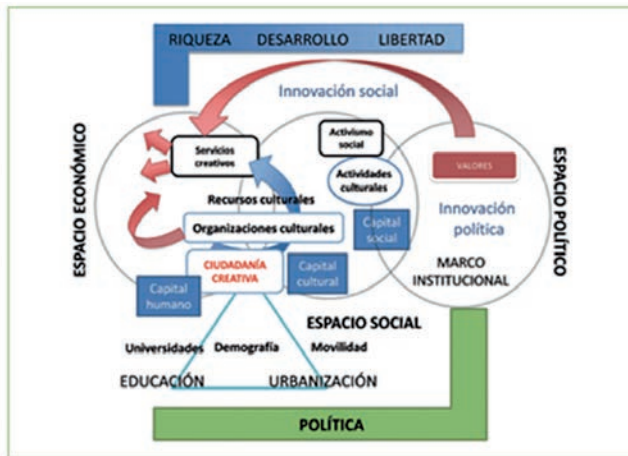 RIQUEZA DESARROLLO LIBERTAD
Innovación social
ESPACIO ECONÓMICO
ESPACIO POLÍTICO
Servicios creativos
Activismo
social
Actividades
culturales
VALORES
Recursos culturales
Organizaciones culturales
Capital
social
Innovación
política
CIUDADANÍA
CREATIVA
Capital
cultural
Capital
humano
MARCO
INSTITUCIONAL
ESPACIO SOCIAL
Universidades Demografía Movilidad
EDUCACIÓN URBANIZACIÓN
POLÍTICA